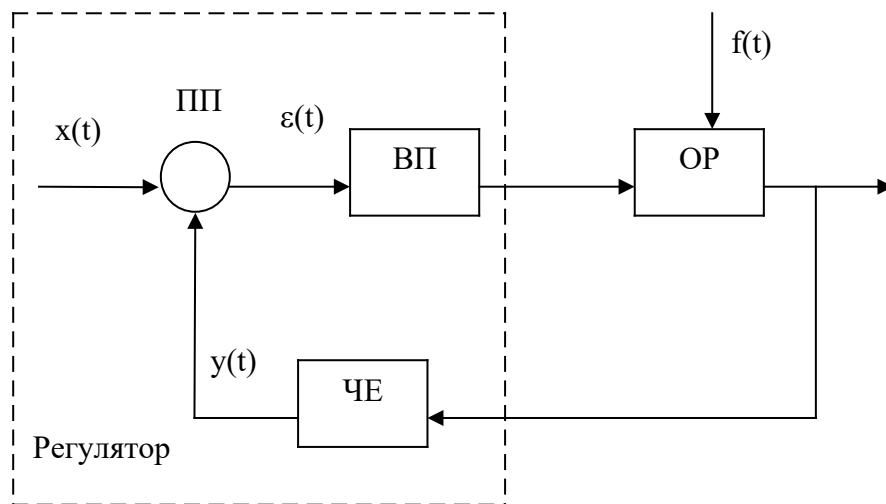 f(t)
ПП
x(t)
ε(t)
ВП
ОР
y(t)
ЧЕ
Регулятор